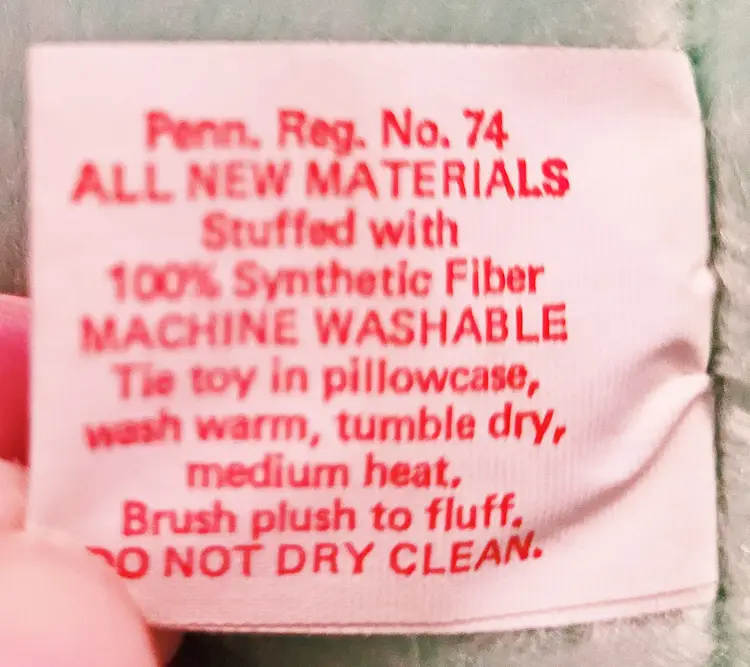 Penn. Reg. No. 74
ALL NEW MATERIALS
Stuffed with
100% Synthetic Fiber
MACHINE WASHABLE
Tie toy in pillowcase,
wash warm, tumble dry,
medium heat.
Brush plush to fluff.
DO NOT DRY CLEAN.